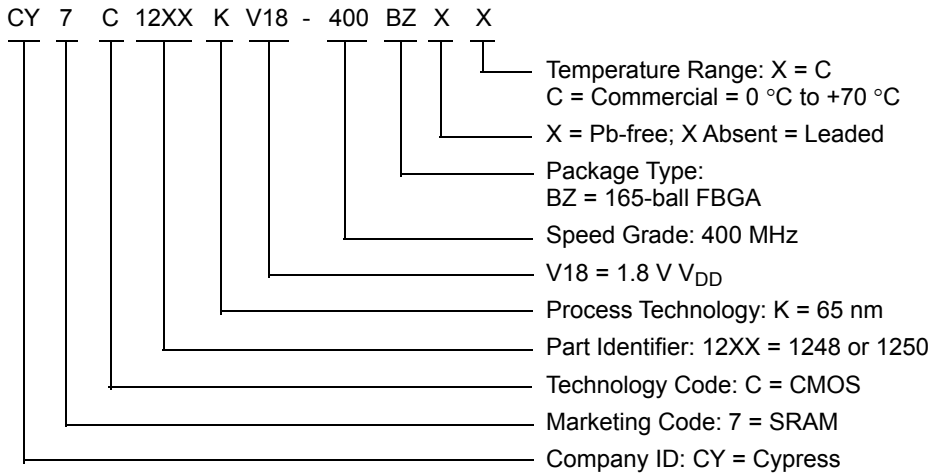 CY 7 C 12XX K V18 - 400 BZ X X
Temperature Range: X = C
C = Commercial = 0 °C to +70 °C
X = Pb-free; X Absent = Leaded
Package Type:
BZ = 165-ball FBGA
Speed Grade: 400 MHz
V18 = 1.8 V VDD
Process Technology: K = 65 nm
Part Identifier: 12XX = 1248 or 1250
Technology Code: C = CMOS
Marketing Code: 7 = SRAM
Company ID: CY = Cypress